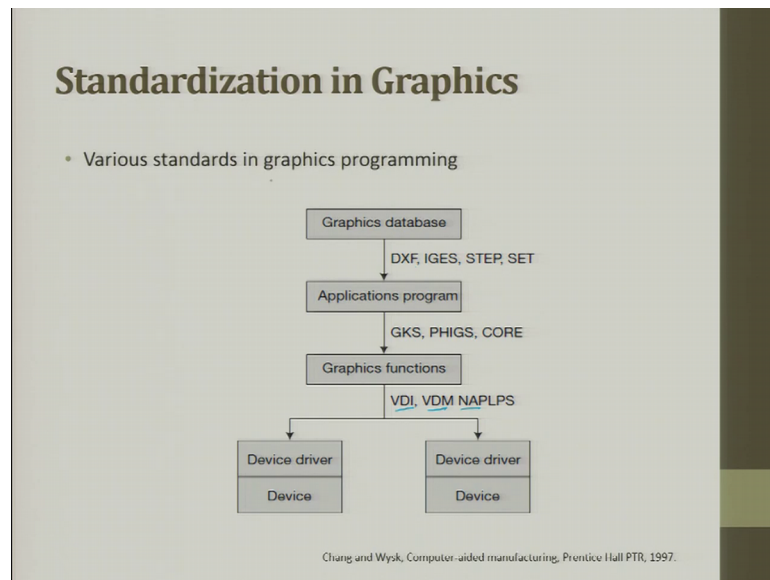 Standardization in Graphics
• Various standards in graphics programming
Graphics database
DXF, IGES, STEP, SET
Applications program
GKS, PHIGS, CORE
Graphics functions
VDI, VDM NAPLPS
Device driver Device driver
Device Device
Chang and Wysk, Computer-aided manufacturing, Prentice Hall PTR, 1997.